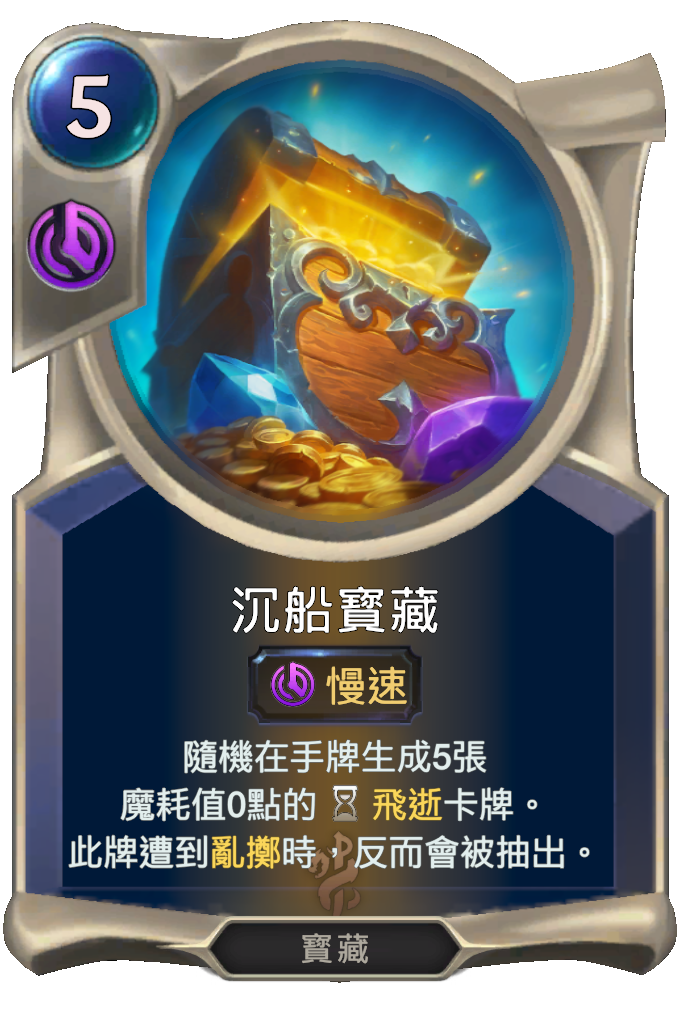 5
沉船寶藏
慢速
隨機在手牌生成5張
魔耗值0點的 飛逝卡牌。
此牌遭到亂擲時，反而會被抽出。
寶藏